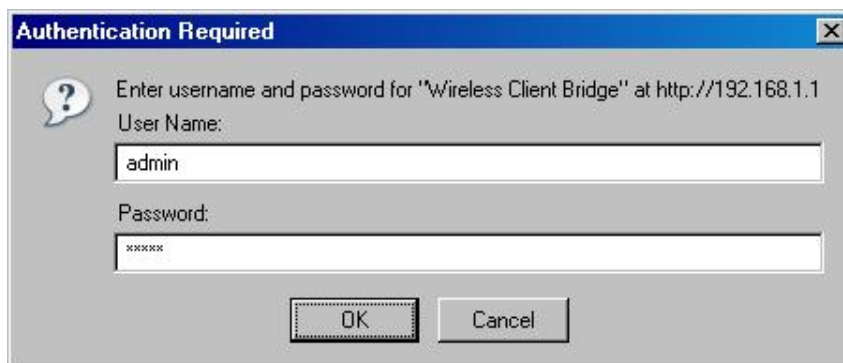 Authentication Required
Enter username and password for "Wireless Client Bridge" at http://192.168.1.1
User Name:
admin
Password:
*****
OK
Cancel